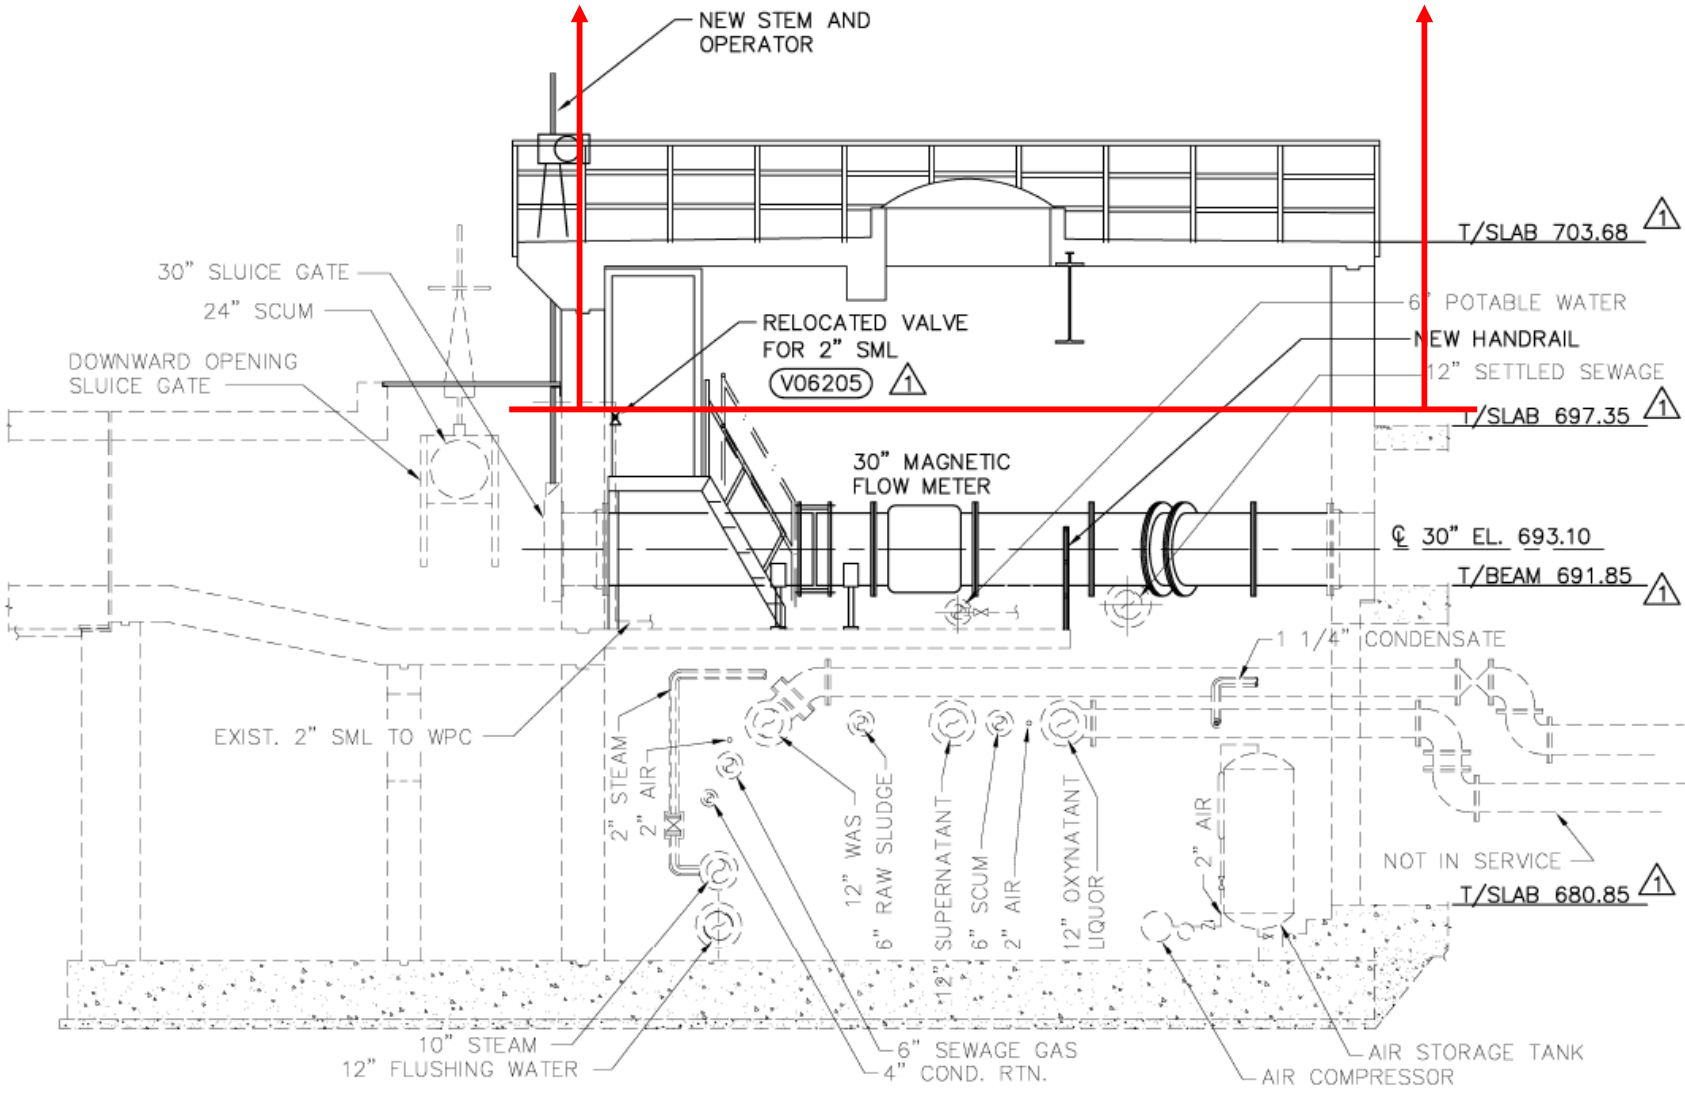 NEW STEM AND
OPERATOR
T/SLAB 703.68
1
30" SLUICE GATE
24" SCUM
DOWNWARD OPENING
SLUICE GATE
RELOCATED VALVE
FOR 2" SML
V06205
1
6" POTABLE WATER
NEW HANDRAIL
12" SETTLED SEWAGE
T/SLAB 697.35
1
30" MAGNETIC
FLOW METER
℄ 30" EL. 693.10
T/BEAM 691.85
1
1 1/4" CONDENSATE
EXIST. 2" SML TO WPC
2" STEAM
2" AIR
12" WAS
6" RAW SLUDGE
12" SUPERNATANT
6" SCUM
2" AIR
12" OXYNATANT
LIQUOR
2" AIR
NOT IN SERVICE
T/SLAB 680.85
1
10" STEAM
12" FLUSHING WATER
6" SEWAGE GAS
4" COND. RTN.
AIR STORAGE TANK
AIR COMPRESSOR